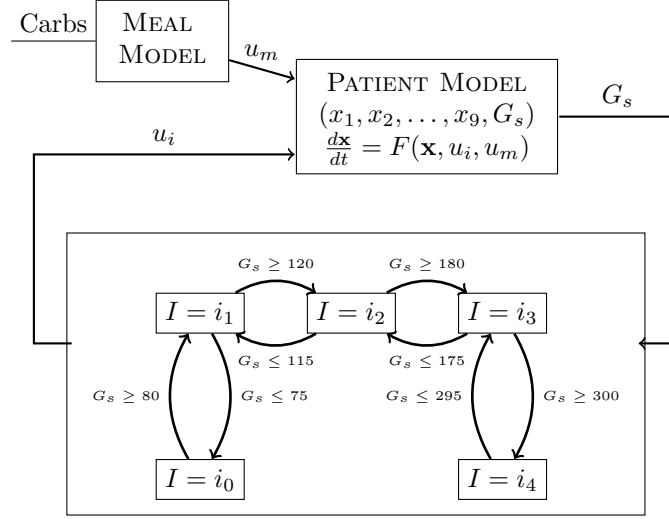 Carbs
MEAL
MODEL
u_m
PATIENT MODEL
(x_1, x_2, . . . , x_9, G_s)
dx/dt = F(x, u_i, u_m)
G_s
u_i
G_s ≥ 120
G_s ≥ 180
I = i_1
I = i_2
I = i_3
G_s ≤ 115
G_s ≤ 175
G_s ≥ 80
G_s ≤ 75
G_s ≤ 295
G_s ≥ 300
I = i_0
I = i_4